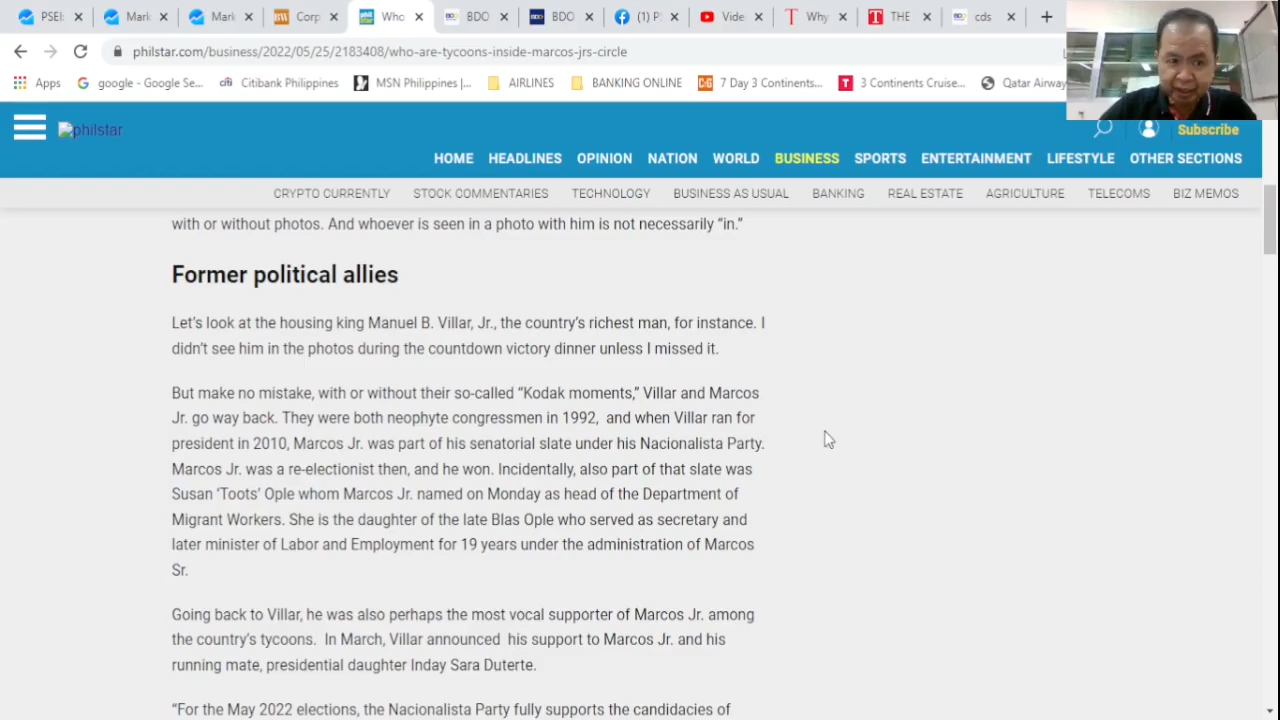 PSEi
Mark
Mark
Corp
Who
BDO
BDO
(1) P
Vide
Why
THE
cds
philstar.com/business/2022/05/25/2183408/who-are-tycoons-inside-marcos-jrs-circle
Apps google - Google Se... Citibank Philippines MSN Philippines |... AIRLINES BANKING ONLINE 7 Day 3 Continents... 3 Continents Cruise... Qatar Airway
philstar
Subscribe
HOME HEADLINES OPINION NATION WORLD BUSINESS SPORTS ENTERTAINMENT LIFESTYLE OTHER SECTIONS
CRYPTO CURRENTLY STOCK COMMENTARIES TECHNOLOGY BUSINESS AS USUAL BANKING REAL ESTATE AGRICULTURE TELECOMS BIZ MEMOS
with or without photos. And whoever is seen in a photo with him is not necessarily “in.”
Former political allies
Let’s look at the housing king Manuel B. Villar, Jr., the country’s richest man, for instance. I
didn’t see him in the photos during the countdown victory dinner unless I missed it.
But make no mistake, with or without their so-called “Kodak moments,” Villar and Marcos
Jr. go way back. They were both neophyte congressmen in 1992, and when Villar ran for
president in 2010, Marcos Jr. was part of his senatorial slate under his Nacionalista Party.
Marcos Jr. was a re-electionist then, and he won. Incidentally, also part of that slate was
Susan ‘Toots’ Ople whom Marcos Jr. named on Monday as head of the Department of
Migrant Workers. She is the daughter of the late Blas Ople who served as secretary and
later minister of Labor and Employment for 19 years under the administration of Marcos
Sr.
Going back to Villar, he was also perhaps the most vocal supporter of Marcos Jr. among
the country’s tycoons. In March, Villar announced his support to Marcos Jr. and his
running mate, presidential daughter Inday Sara Duterte.
“For the May 2022 elections, the Nacionalista Party fully supports the candidacies of